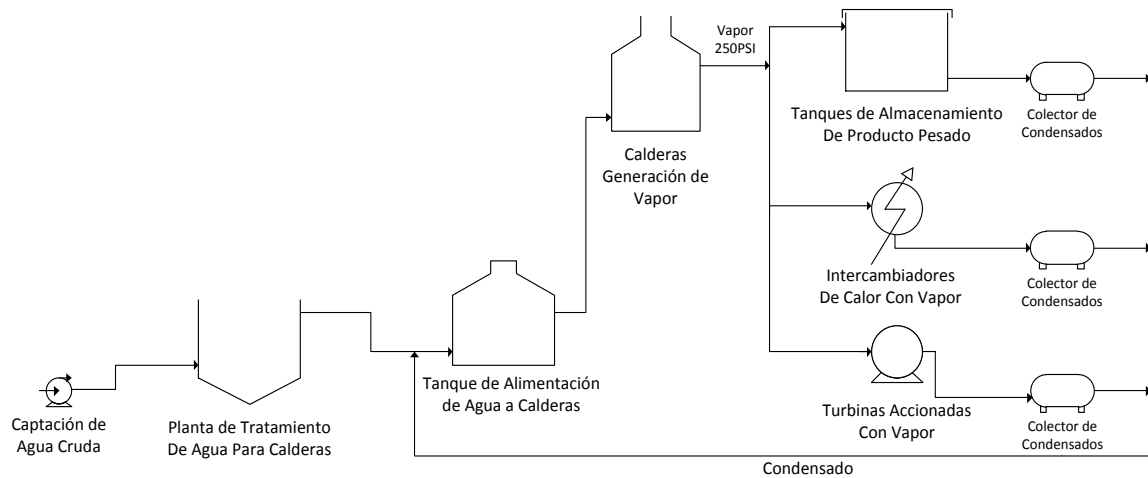 Vapor
250PSI
Tanques de Almacenamiento
De Producto Pesado
Colector de
Condensados
Calderas
Generación de
Vapor
Intercambiadores
De Calor Con Vapor
Colector de
Condensados
Tanque de Alimentación
de Agua a Calderas
Turbinas Accionadas
Con Vapor
Colector de
Condensados
Captación de
Agua Cruda
Planta de Tratamiento
De Agua Para Calderas
Condensado